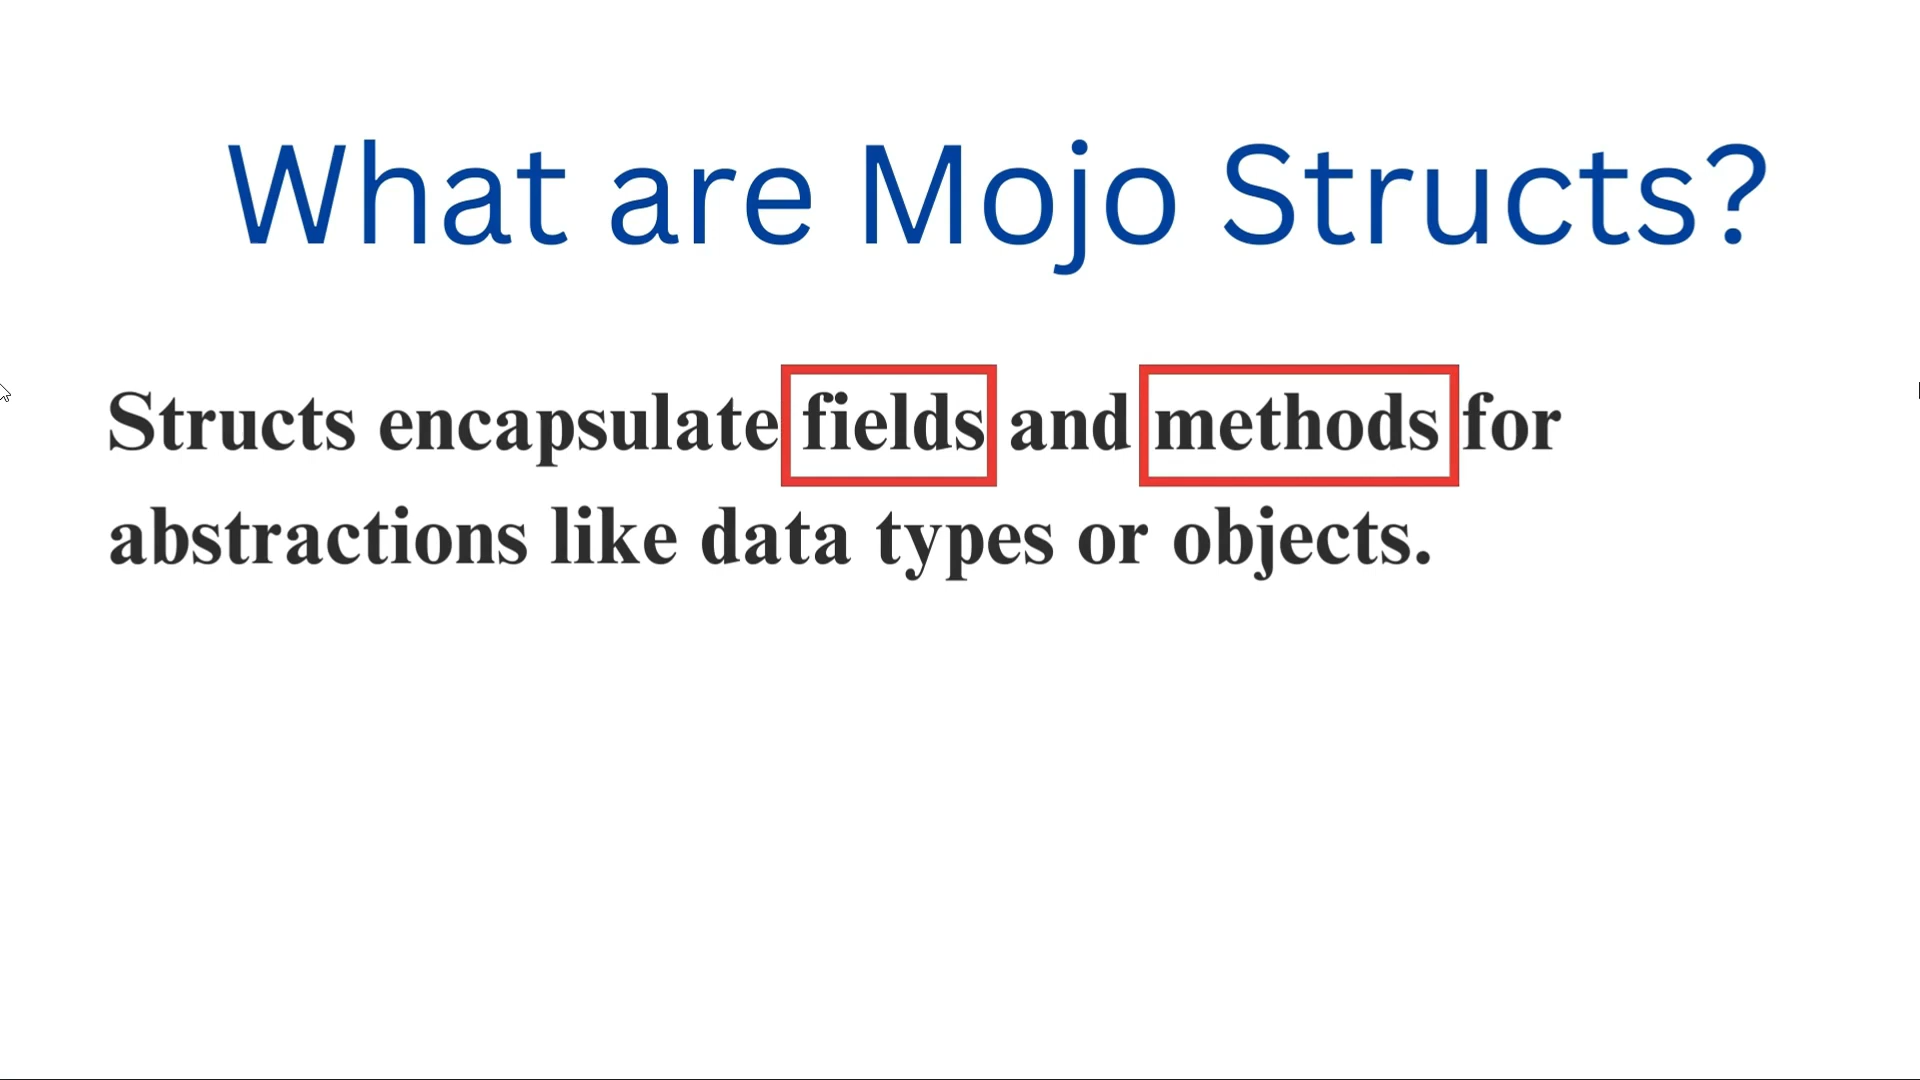 What are Mojo Structs?
Structs encapsulate fields and methods for
abstractions like data types or objects.